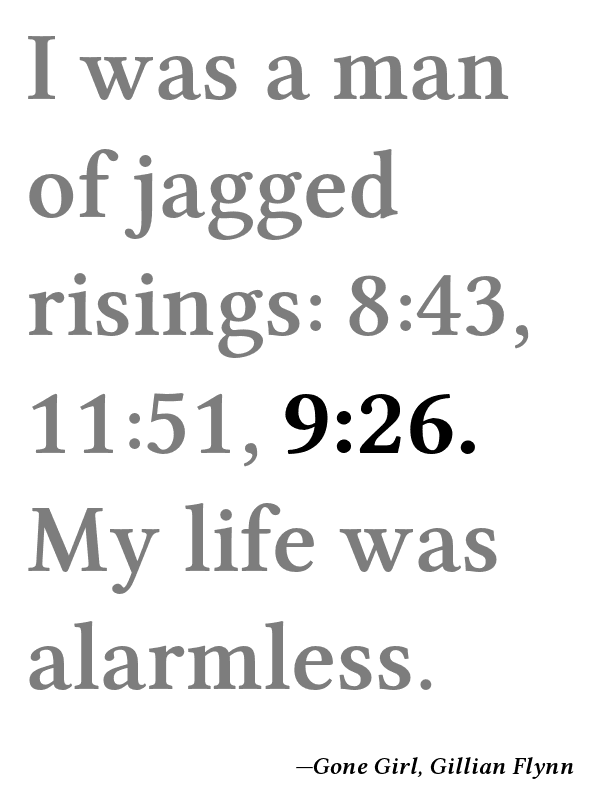 I was a man
of jagged
risings: 8:43,
11:51, 9:26.
My life was
alarmless.
—Gone Girl, Gillian Flynn